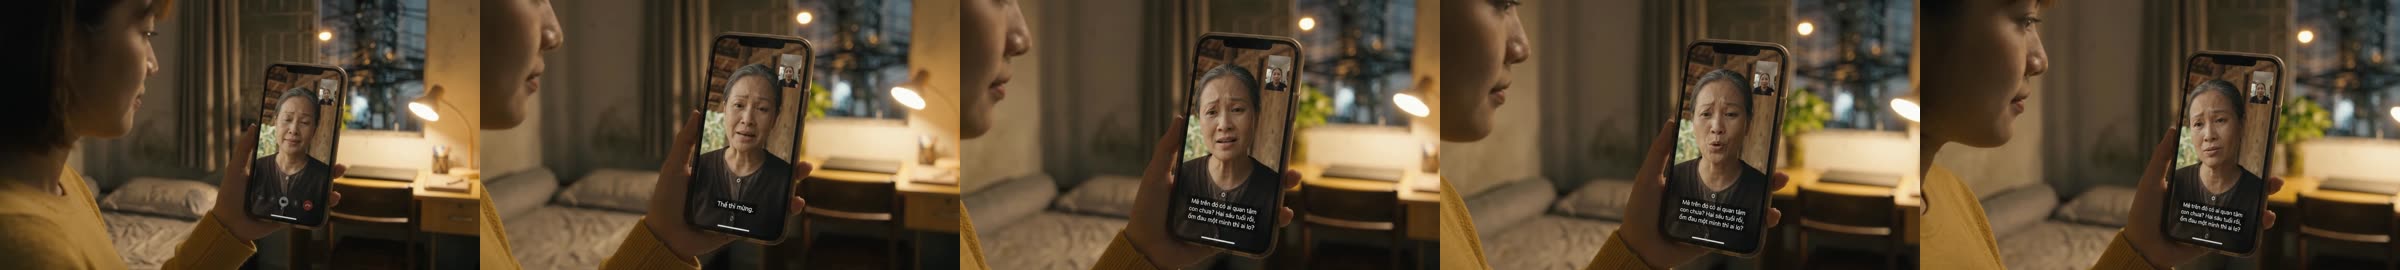 Thế thì mừng.
Mà trên đó có ai quan tâm
con chưa? Hai sáu tuổi rồi,
ốm đau một mình thì ai lo?
Mà trên đó có ai quan tâm
con chưa? Hai sáu tuổi rồi,
ốm đau một mình thì ai lo?
Mà trên đó có ai quan tâm
con chưa? Hai sáu tuổi rồi,
ốm đau một mình thì ai lo?